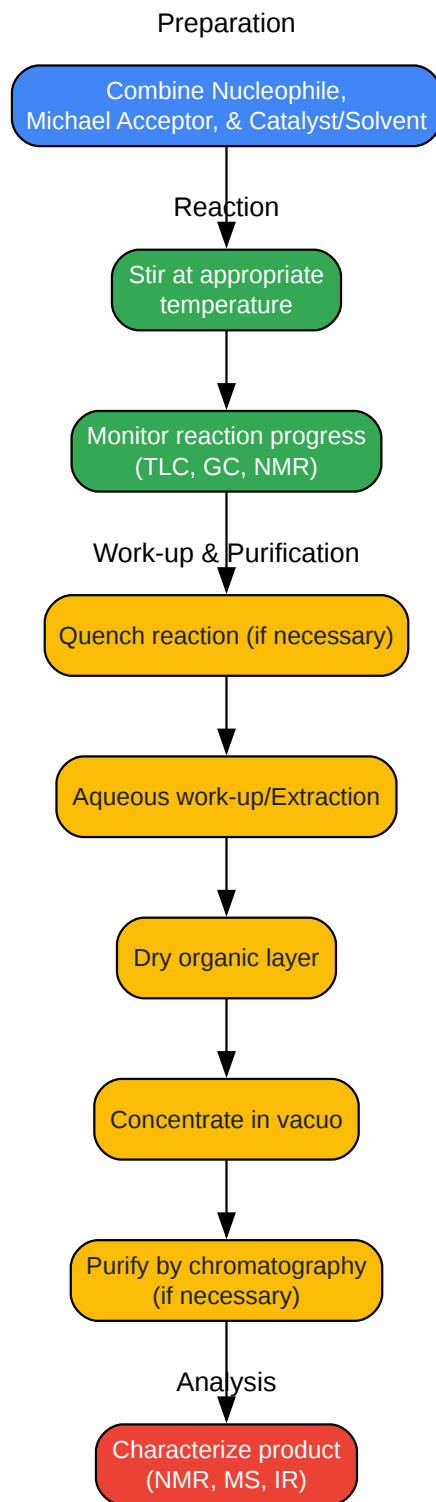 Preparation
Combine Nucleophile,
Michael Acceptor, & Catalyst/Solvent
Reaction
Stir at appropriate
temperature
Monitor reaction progress
(TLC, GC, NMR)
Work-up & Purification
Quench reaction (if necessary)
Aqueous work-up/Extraction
Dry organic layer
Concentrate in vacuo
Purify by chromatography
(if necessary)
Analysis
Characterize product
(NMR, MS, IR)